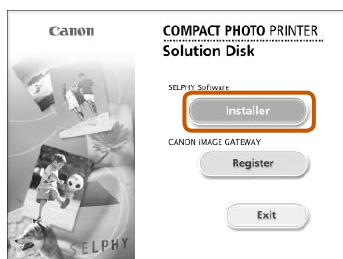 Canon
COMPACT PHOTO PRINTER
Solution Disk
SELPHY Software
Installer
CANON iMAGE GATEWAY
Register
Exit
SELPHY